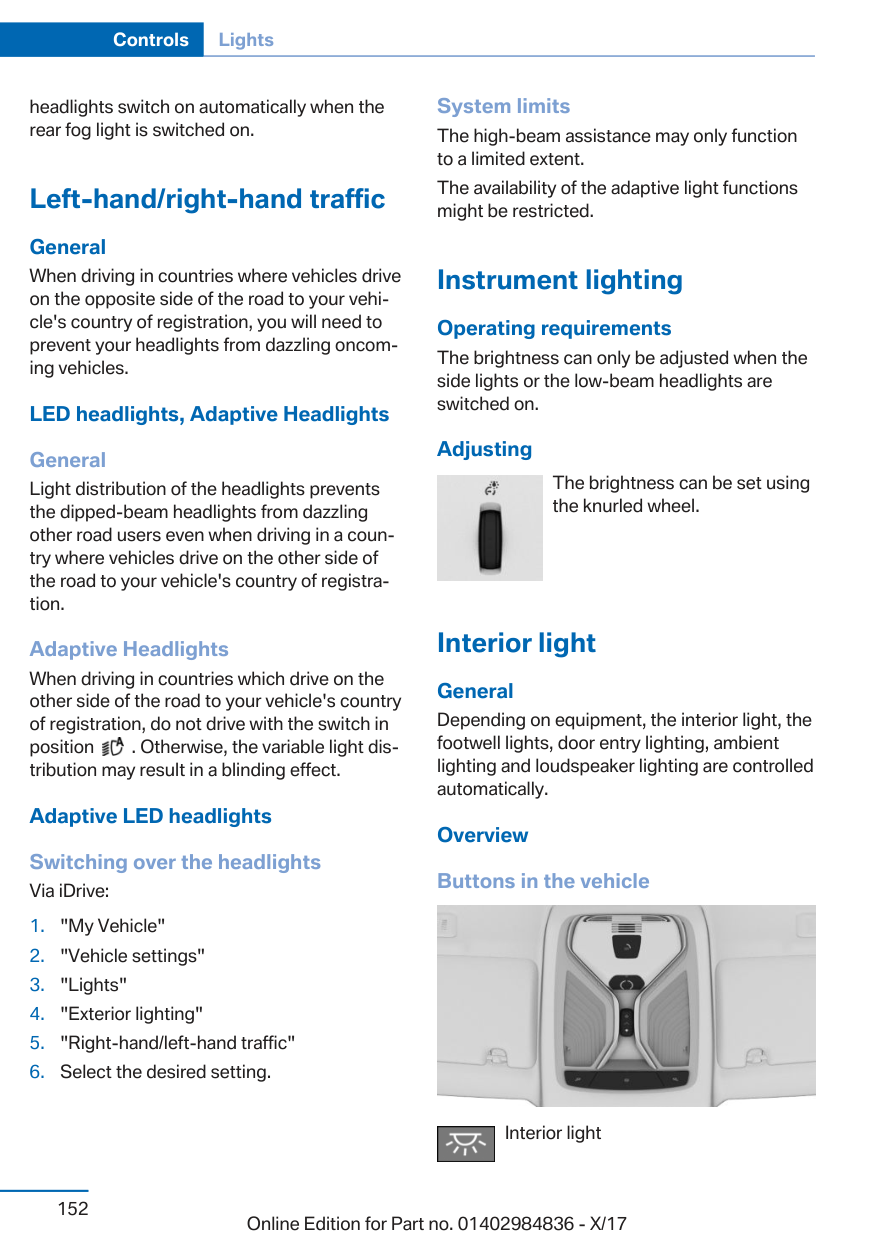 Controls Lights
headlights switch on automatically when the
rear fog light is switched on.
Left-hand/right-hand traffic
General
When driving in countries where vehicles drive
on the opposite side of the road to your vehi-
cle's country of registration, you will need to
prevent your headlights from dazzling oncom-
ing vehicles.
LED headlights, Adaptive Headlights
General
Light distribution of the headlights prevents
the dipped-beam headlights from dazzling
other road users even when driving in a coun-
try where vehicles drive on the other side of
the road to your vehicle's country of registra-
tion.
Adaptive Headlights
When driving in countries which drive on the
other side of the road to your vehicle's country
of registration, do not drive with the switch in
position . Otherwise, the variable light dis-
tribution may result in a blinding effect.
Adaptive LED headlights
Switching over the headlights
Via iDrive:
1. "My Vehicle"
2. "Vehicle settings"
3. "Lights"
4. "Exterior lighting"
5. "Right-hand/left-hand traffic"
6. Select the desired setting.
System limits
The high-beam assistance may only function
to a limited extent.
The availability of the adaptive light functions
might be restricted.
Instrument lighting
Operating requirements
The brightness can only be adjusted when the
side lights or the low-beam headlights are
switched on.
Adjusting
The brightness can be set using
the knurled wheel.
Interior light
General
Depending on equipment, the interior light, the
footwell lights, door entry lighting, ambient
lighting and loudspeaker lighting are controlled
automatically.
Overview
Buttons in the vehicle
Interior light
152
Online Edition for Part no. 01402984836 - X/17